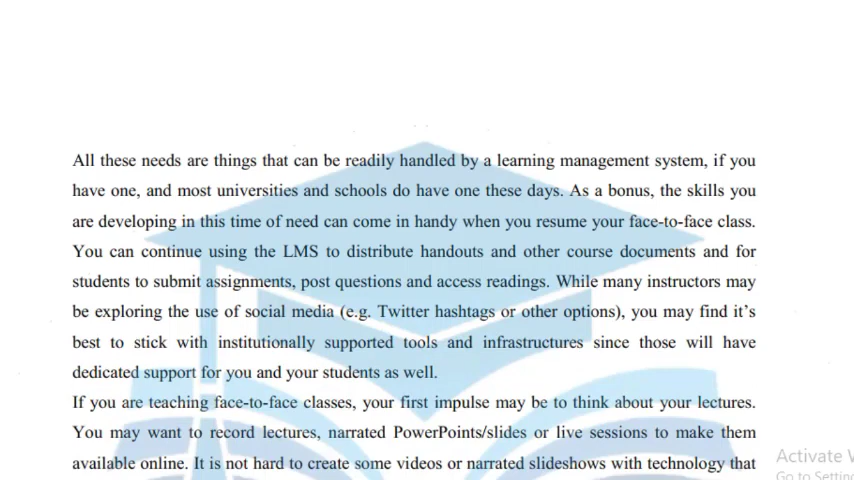 All these needs are things that can be readily handled by a learning management system, if you
have one, and most universities and schools do have one these days. As a bonus, the skills you
are developing in this time of need can come in handy when you resume your face-to-face class.
You can continue using the LMS to distribute handouts and other course documents and for
students to submit assignments, post questions and access readings. While many instructors may
be exploring the use of social media (e.g. Twitter hashtags or other options), you may find it's
best to stick with institutionally supported tools and infrastructures since those will have
dedicated support for you and your students as well.
If you are teaching face-to-face classes, your first impulse may be to think about your lectures.
You may want to record lectures, narrated PowerPoints/slides or live sessions to make them
available online. It is not hard to create some videos or narrated slideshows with technology that
Activate
Go to